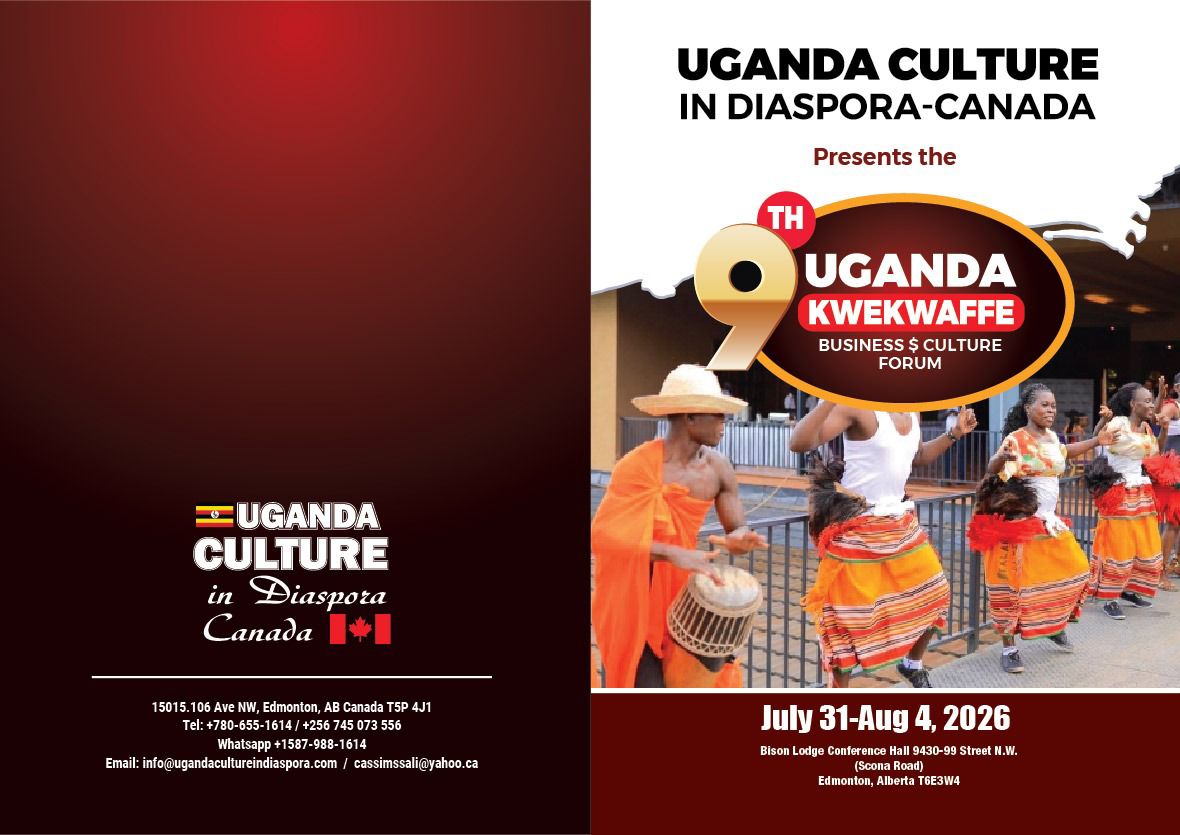 UGANDA
CULTURE
in Diaspora
Canada
15015.106 Ave NW, Edmonton, AB Canada T5P 4J1
Tel: +780-655-1614 / +256 745 073 556
Whatsapp +1587-988-1614
Email: info@ugandacultureindiaspora.com / cassimssali@yahoo.ca
UGANDA CULTURE
IN DIASPORA-CANADA
Presents the
9TH
UGANDA
KWEKWAFFE
BUSINESS $ CULTURE
FORUM
July 31-Aug 4, 2026
Bison Lodge Conference Hall 9430-99 Street N.W.
(Scona Road)
Edmonton, Alberta T6E3W4